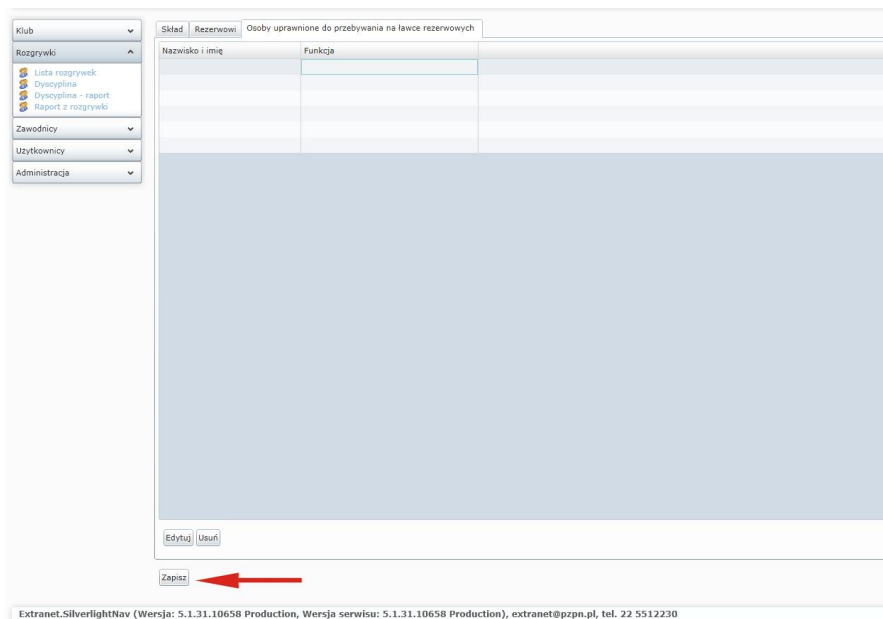 Klub
Rozgrywki
Lista rozgrywek
Dyscyplina
Dyscyplina - raport
Raport z rozgrywki
Zawodnicy
Użytkownicy
Administracja
Skład Rezerwowi Osoby uprawnione do przebywania na ławce rezerwowych
Nazwisko i imię Funkcja
Edytuj Usuń
Zapisz
Extranet.SilverlightNav (Wersja: 5.1.31.10658 Production, Wersja serwisu: 5.1.31.10658 Production), extranet@pzpn.pl, tel. 22 5512230